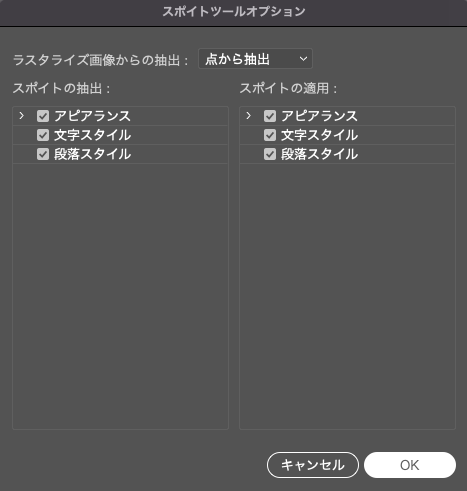 スポイトツールオプション
ラスタライズ画像からの抽出： 点から抽出
スポイトの抽出：
アピアランス
文字スタイル
段落スタイル
スポイトの適用：
アピアランス
文字スタイル
段落スタイル
キャンセル
OK